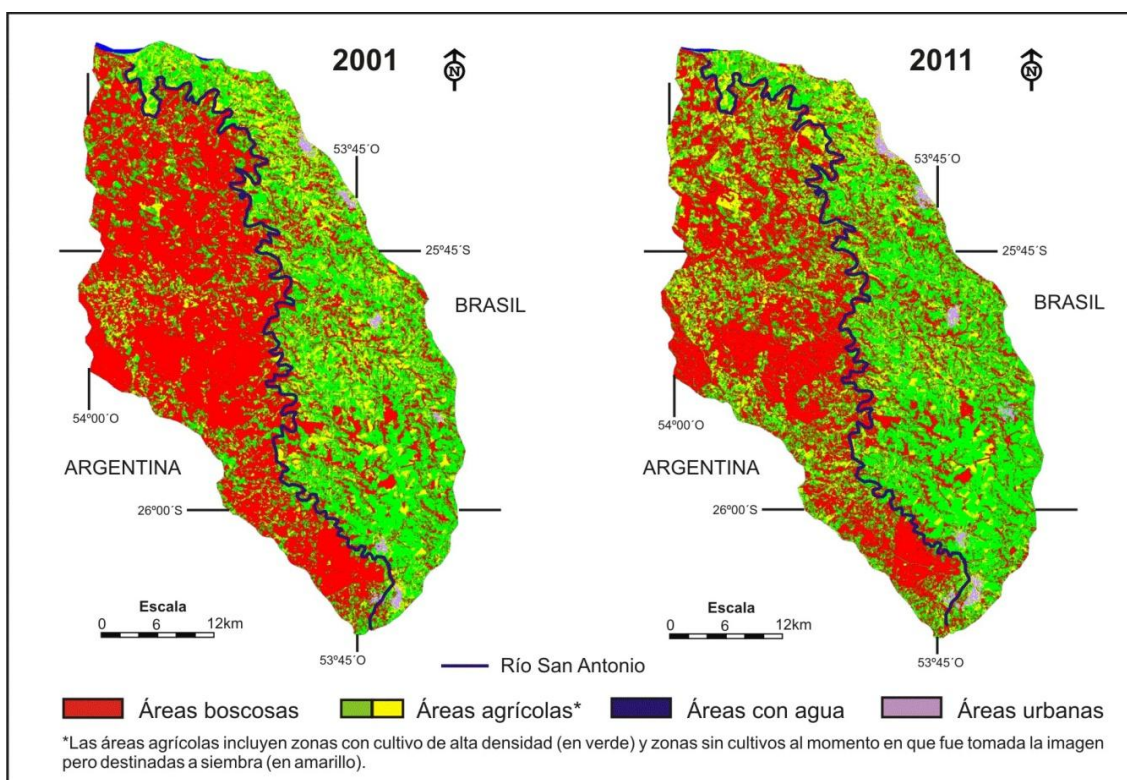 2001
N
53º45´O
25º45´S
BRASIL
54º00´O
ARGENTINA
26º00´S
Escala
0 6 12km
53º45´O
2011
N
53º45´O
25º45´S
BRASIL
54º00´O
ARGENTINA
26º00´S
Escala
0 6 12km
53º45´O
Río San Antonio
Áreas boscosas
Áreas agrícolas*
Áreas con agua
Áreas urbanas
*Las áreas agrícolas incluyen zonas con cultivo de alta densidad (en verde) y zonas sin cultivos al momento en que fue tomada la imagen
pero destinadas a siembra (en amarillo).